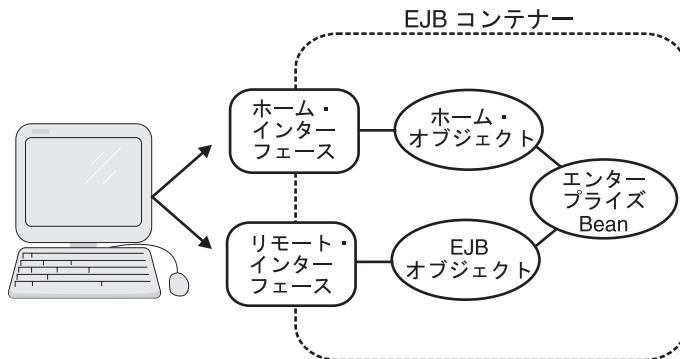 EJB コンテナー
ホーム・
インター
フェース
ホーム・
オブジェクト
エンター
プライズ
Bean
リモート・
インター
フェース
EJB
オブジェクト